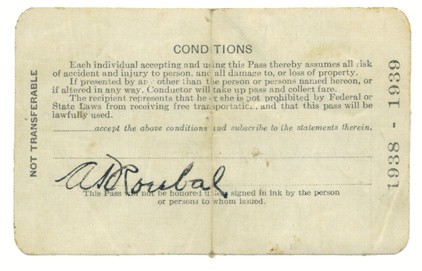 CONDITIONS
Each individual accepting and using this Pass thereby assumes all risk
of accident and injury to person, and all damage to, or loss of property.
If presented by any other than the person or persons named hereon, or
if altered in any way. Conductor will take up pass and collect fare.
The recipient represents that he or she is not prohibited by Federal or
State Laws from receiving free transportation, and that this pass will be
lawfully used.
accept the above conditions and subscribe to the statements therein.
Roubal
This Pass will not be honored unless signed in ink by the person
or persons to whom issued.
NOT TRANSFERABLE
1938 - 1939